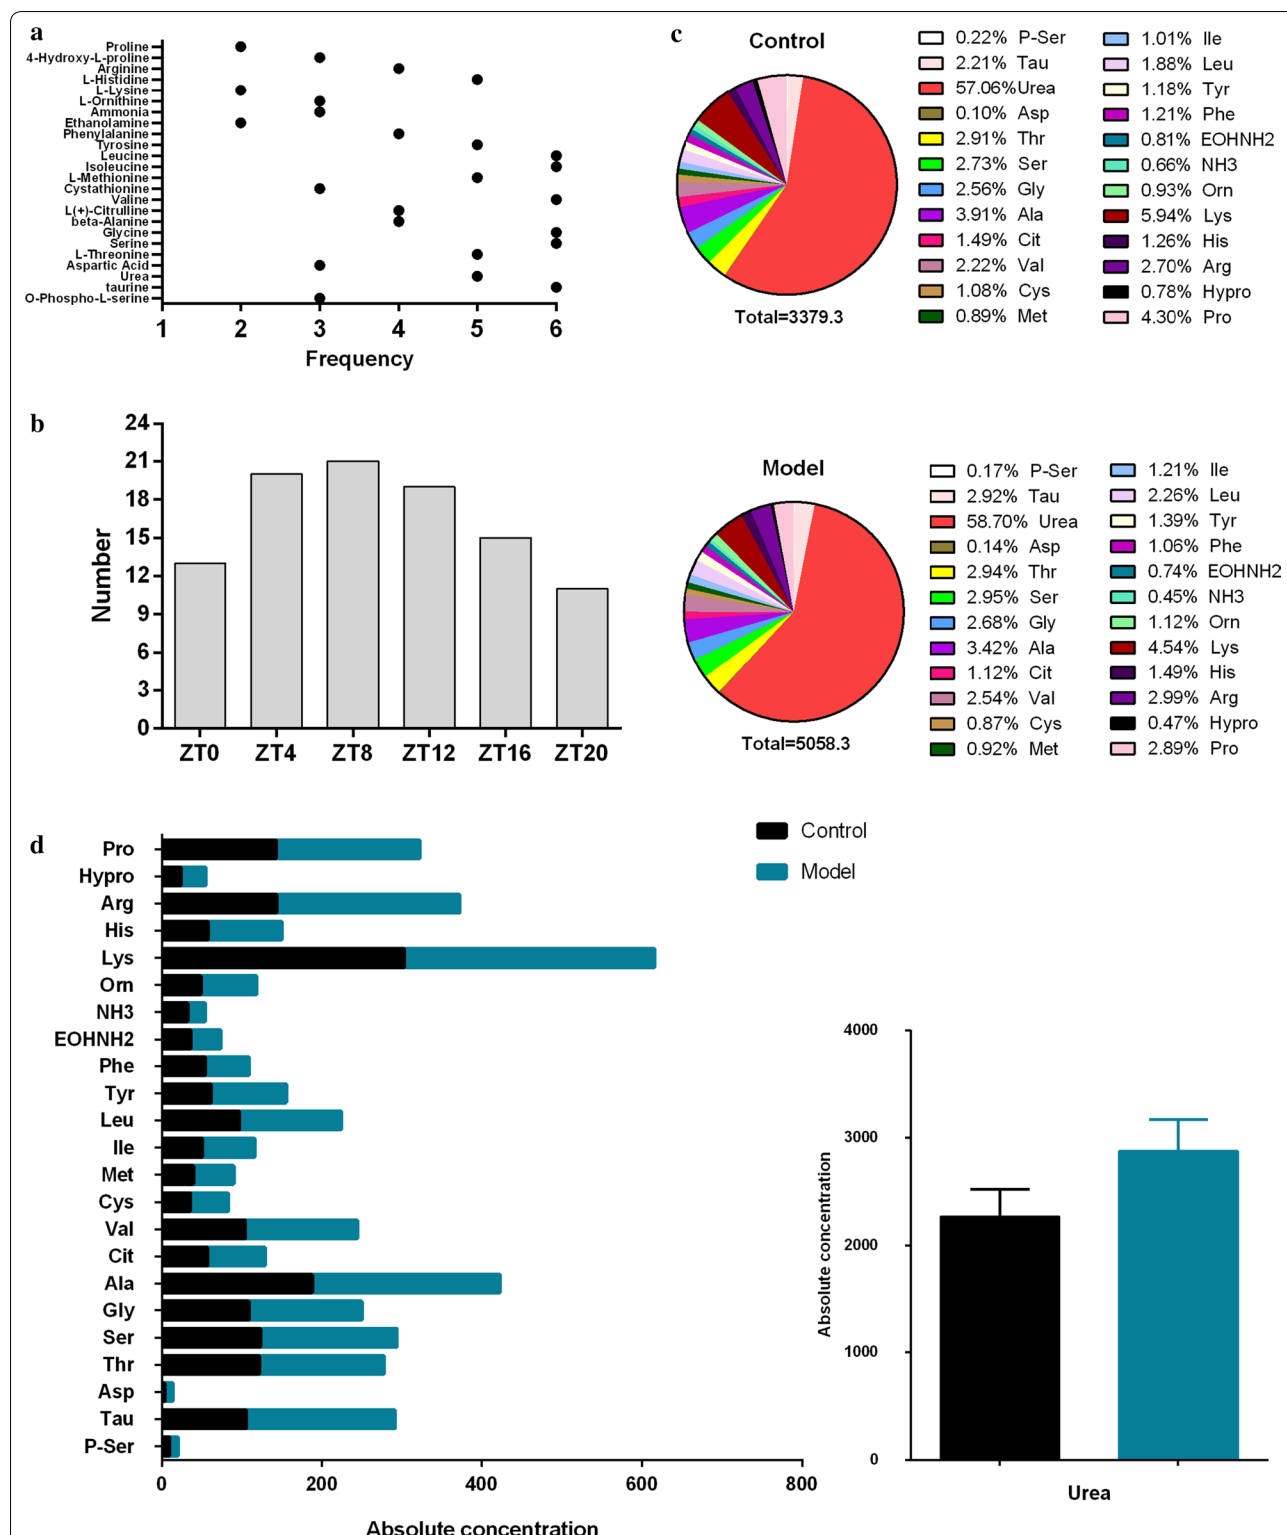 a
Proline
4-Hydroxy-L-proline
Arginine
L-Histidine
L-Lysine
L-Ornithine
Ammonia
Ethanolamine
Phenylalanine
Tyrosine
Leucine
Isoleucine
L-Methionine
Cystathionine
Valine
L(+)-Citrulline
beta-Alanine
Glycine
Serine
L-Threonine
Aspartic Acid
Urea
taurine
O-Phospho-L-serine
1 2 3 4 5 6
Frequency
b
24
21
18
15
12
9
6
3
0
Number
ZT0 ZT4 ZT8 ZT12 ZT16 ZT20
c
Control
Total=3379.3
0.22% P-Ser
2.21% Tau
57.06%Urea
0.10% Asp
2.91% Thr
2.73% Ser
2.56% Gly
3.91% Ala
1.49% Cit
2.22% Val
1.08% Cys
0.89% Met
1.01% Ile
1.88% Leu
1.18% Tyr
1.21% Phe
0.81% EOHNH2
0.66% NH3
0.93% Orn
5.94% Lys
1.26% His
2.70% Arg
0.78% Hypro
4.30% Pro
Model
Total=5058.3
0.17% P-Ser
2.92% Tau
58.70% Urea
0.14% Asp
2.94% Thr
2.95% Ser
2.68% Gly
3.42% Ala
1.12% Cit
2.54% Val
0.87% Cys
0.92% Met
1.21% Ile
2.26% Leu
1.39% Tyr
1.06% Phe
0.74% EOHNH2
0.45% NH3
1.12% Orn
4.54% Lys
1.49% His
2.99% Arg
0.47% Hypro
2.89% Pro
d
Control
Model
Pro
Hypro
Arg
His
Lys
Orn
NH3
EOHNH2
Phe
Tyr
Leu
Ile
Met
Cys
Val
Cit
Ala
Gly
Ser
Thr
Asp
Tau
P-Ser
0 200 400 600 800
Absolute concentration
4000
3000
2000
1000
0
Absolute concentration
Urea